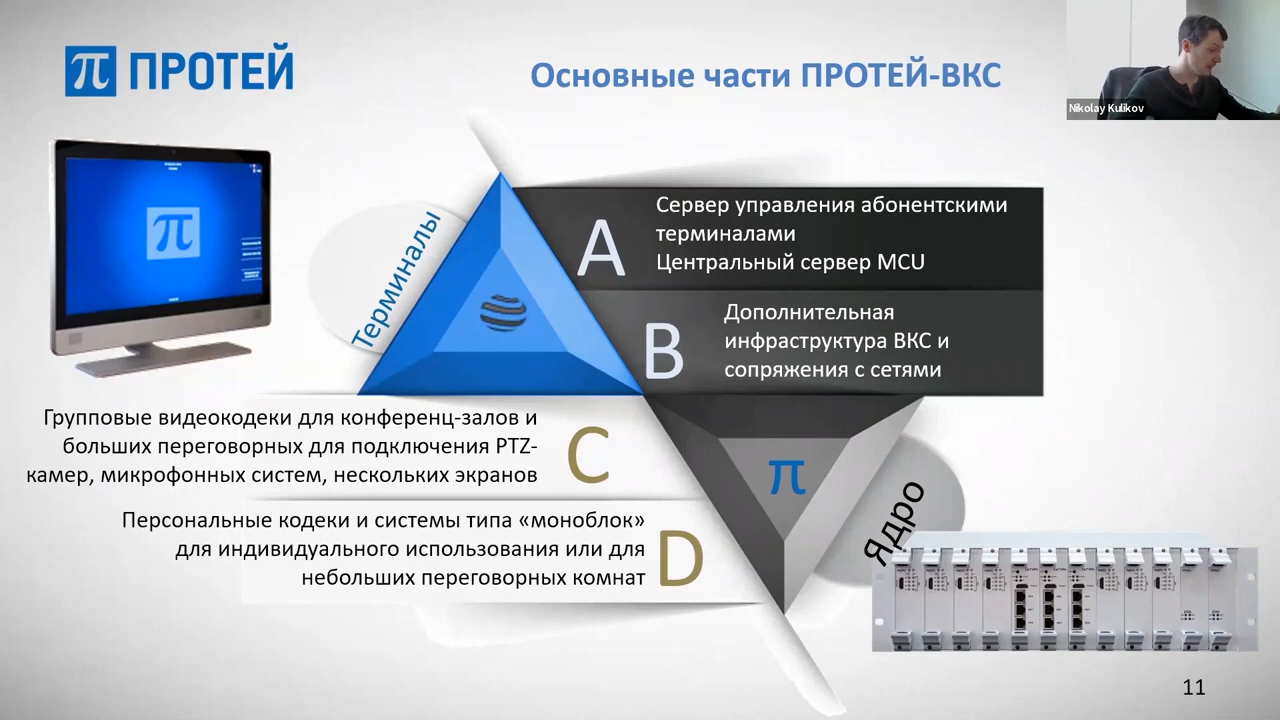 ПРОТЕЙ
Основные части ПРОТЕЙ-ВКС
Nikolay Kulikov
Терминалы
A
Сервер управления абонентскими
терминалами
Центральный сервер MCU
B
Дополнительная
инфраструктура ВКС и
сопряжения с сетями
Групповые видеокодеки для конференц-залов и
больших переговорных для подключения PTZ-
камер, микрофонных систем, нескольких экранов
C
π
Персональные кодеки и системы типа «моноблок»
для индивидуального использования или для
небольших переговорных комнат
D
Ядро
11